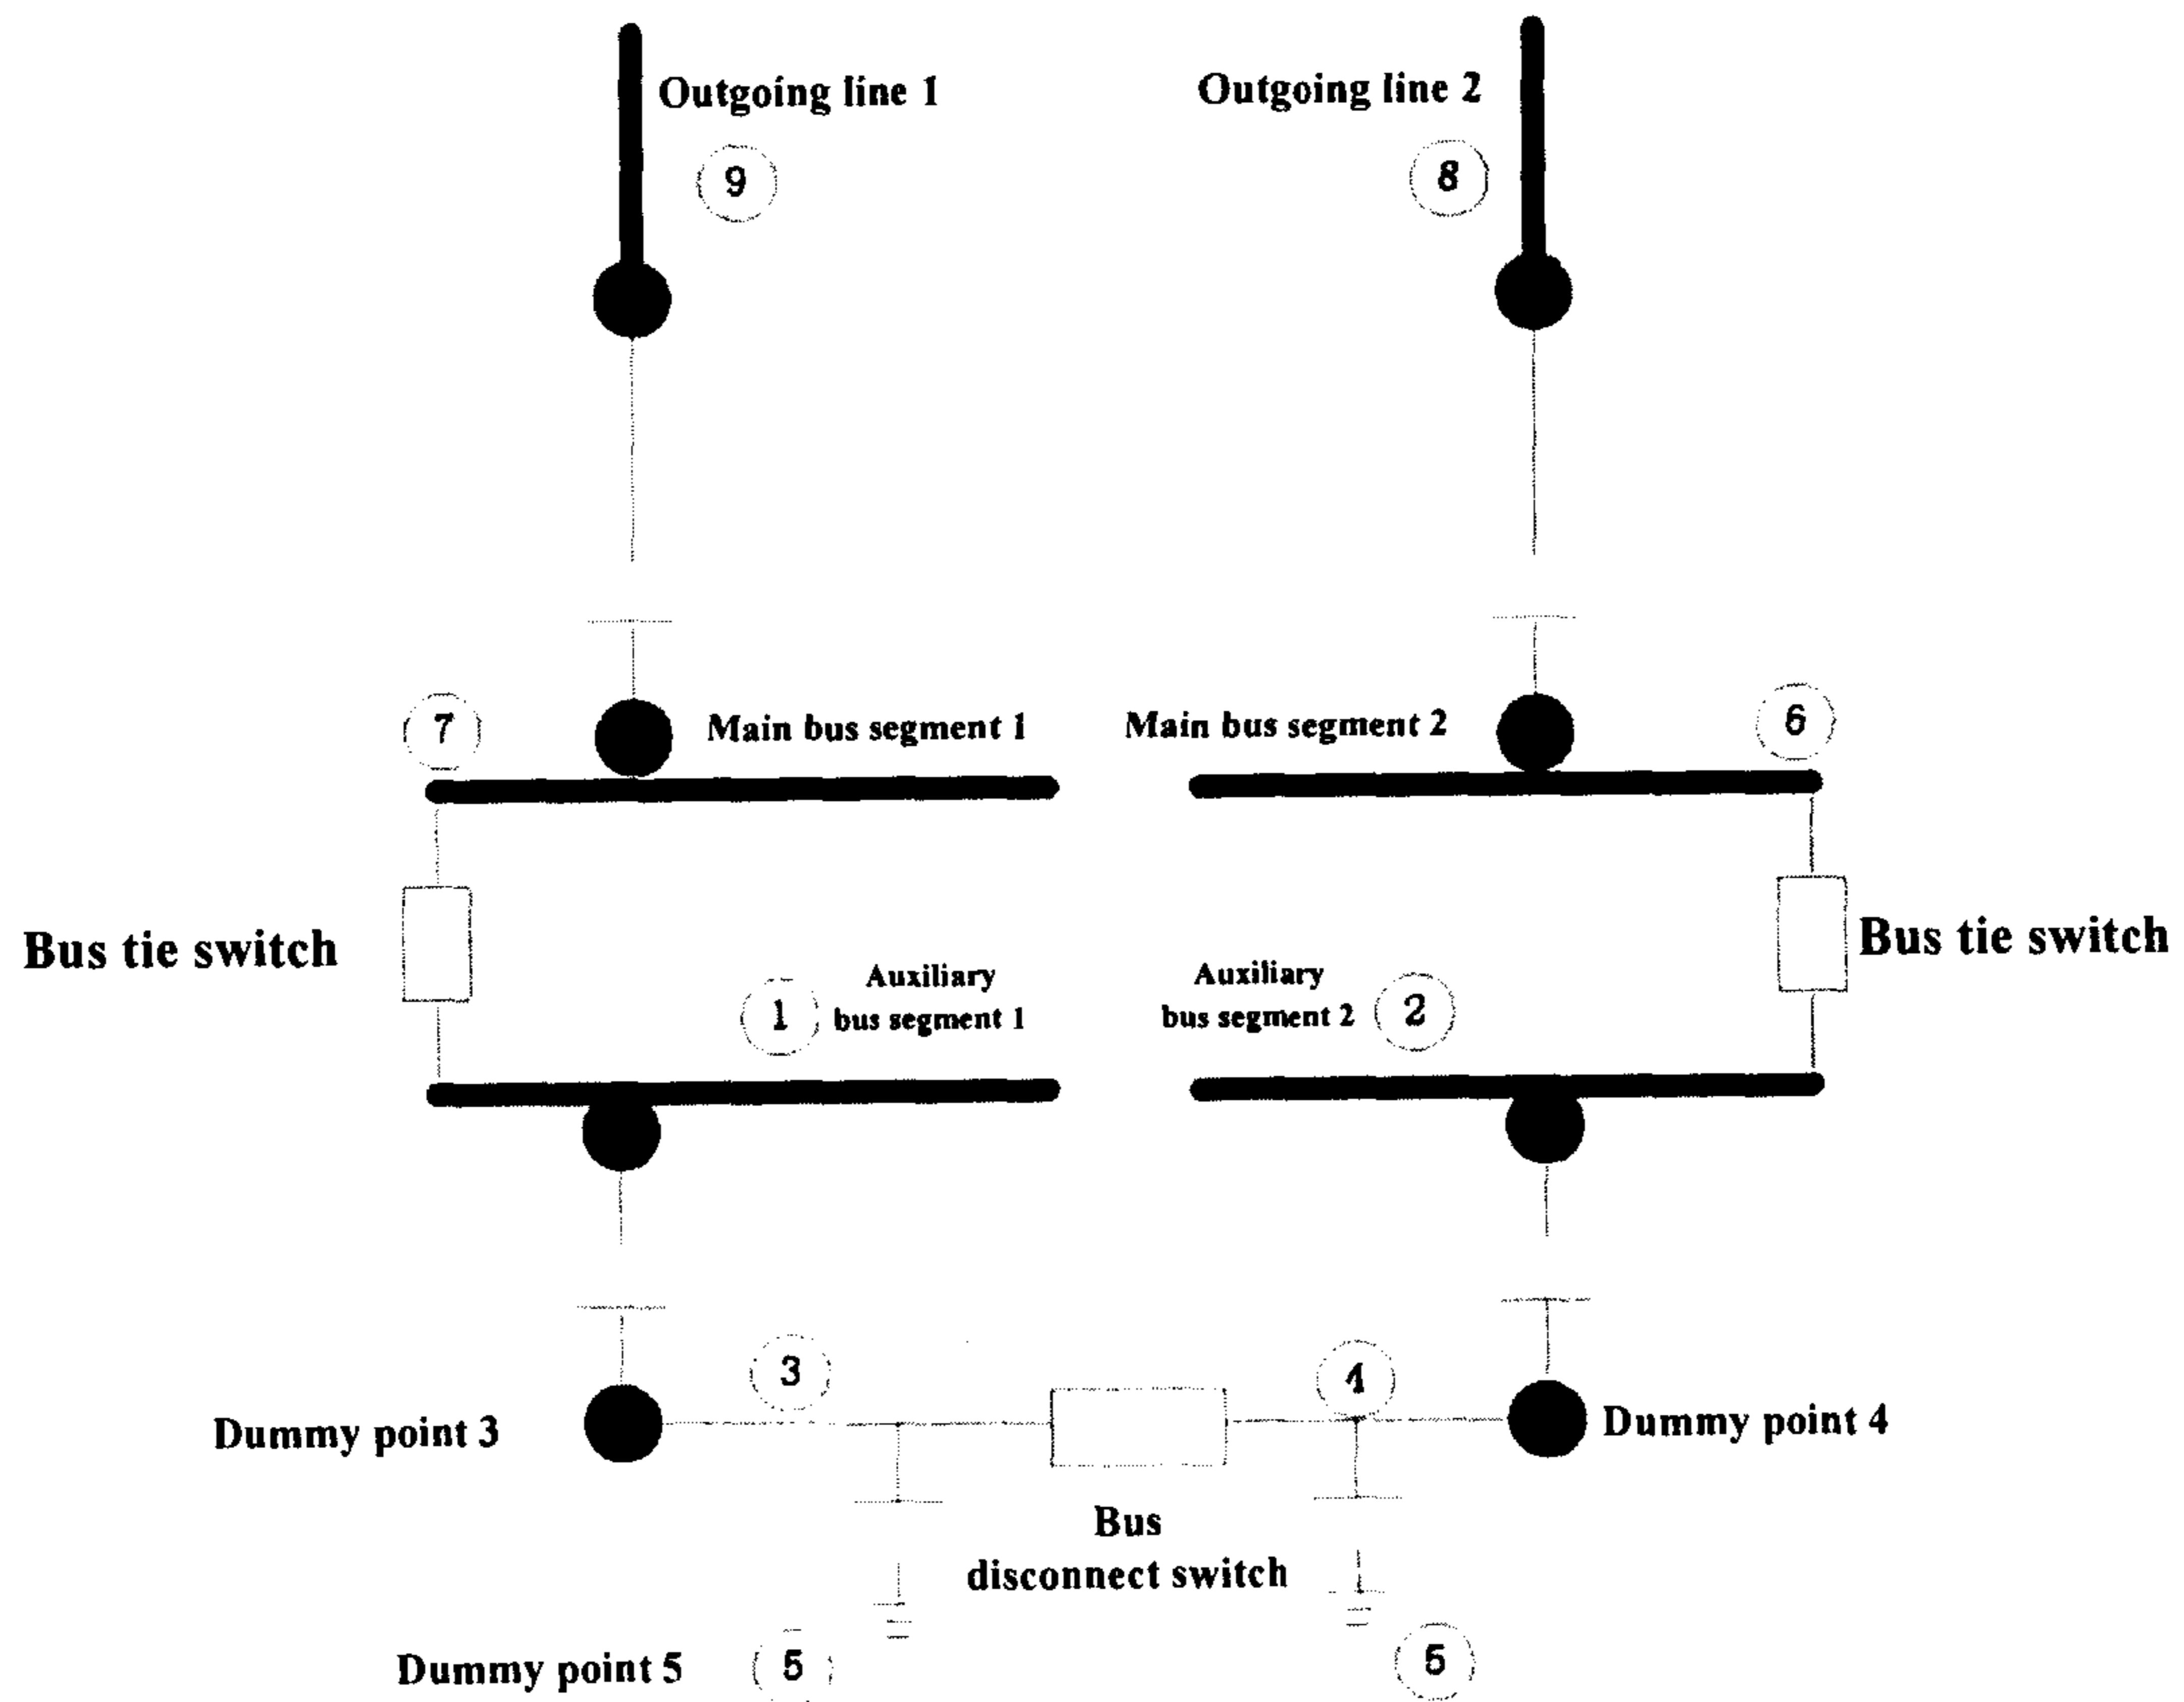 Outgoing line 1
Outgoing line 2
9
8
7
Main bus segment 1
Main bus segment 2
6
Bus tie switch
Bus tie switch
1
Auxiliary
bus segment 1
Auxiliary
bus segment 2
2
3
4
Dummy point 3
Dummy point 4
Bus
disconnect switch
Dummy point 5
5
5